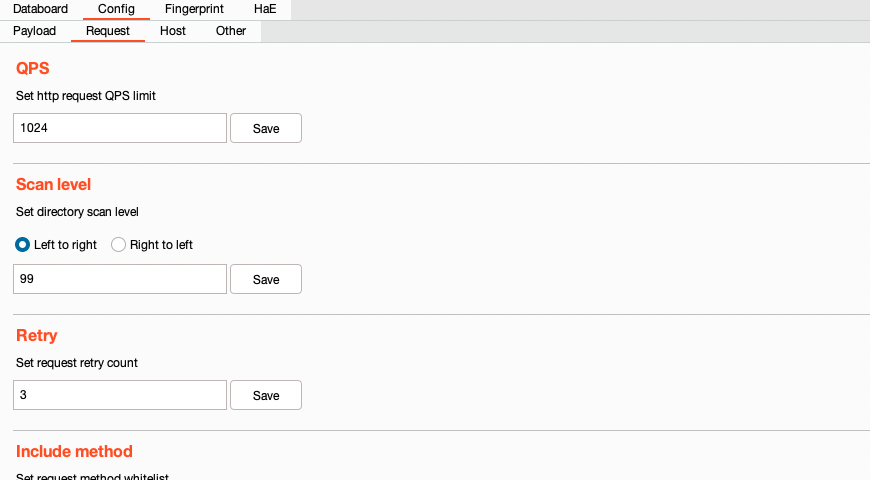 Databoard Config Fingerprint HaE
Payload Request Host Other
QPS
Set http request QPS limit
1024 Save
Scan level
Set directory scan level
Left to right Right to left
99 Save
Retry
Set request retry count
3 Save
Include method
Set request method whitelist